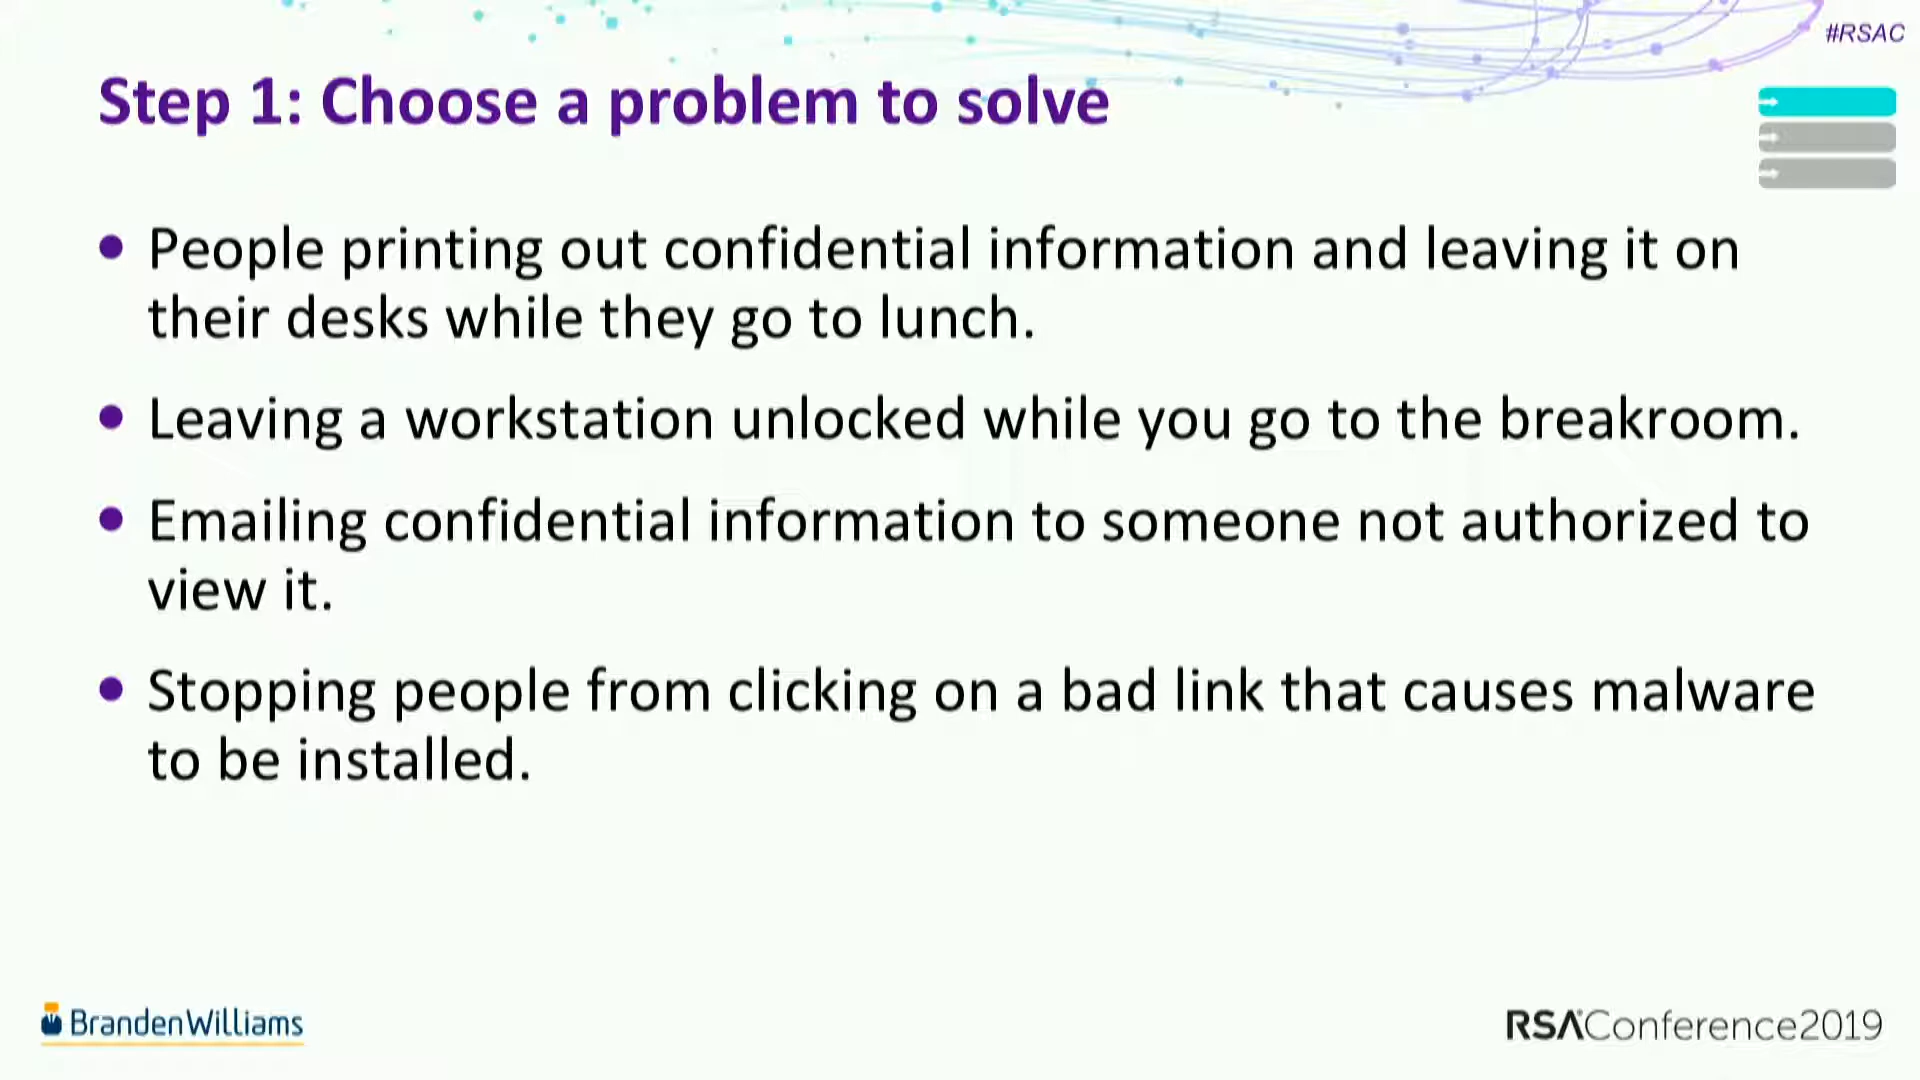 #RSAC
Step 1: Choose a problem to solve
• People printing out confidential information and leaving it on
their desks while they go to lunch.
• Leaving a workstation unlocked while you go to the breakroom.
• Emailing confidential information to someone not authorized to
view it.
• Stopping people from clicking on a bad link that causes malware
to be installed.
BrandenWilliams
RSAConference2019